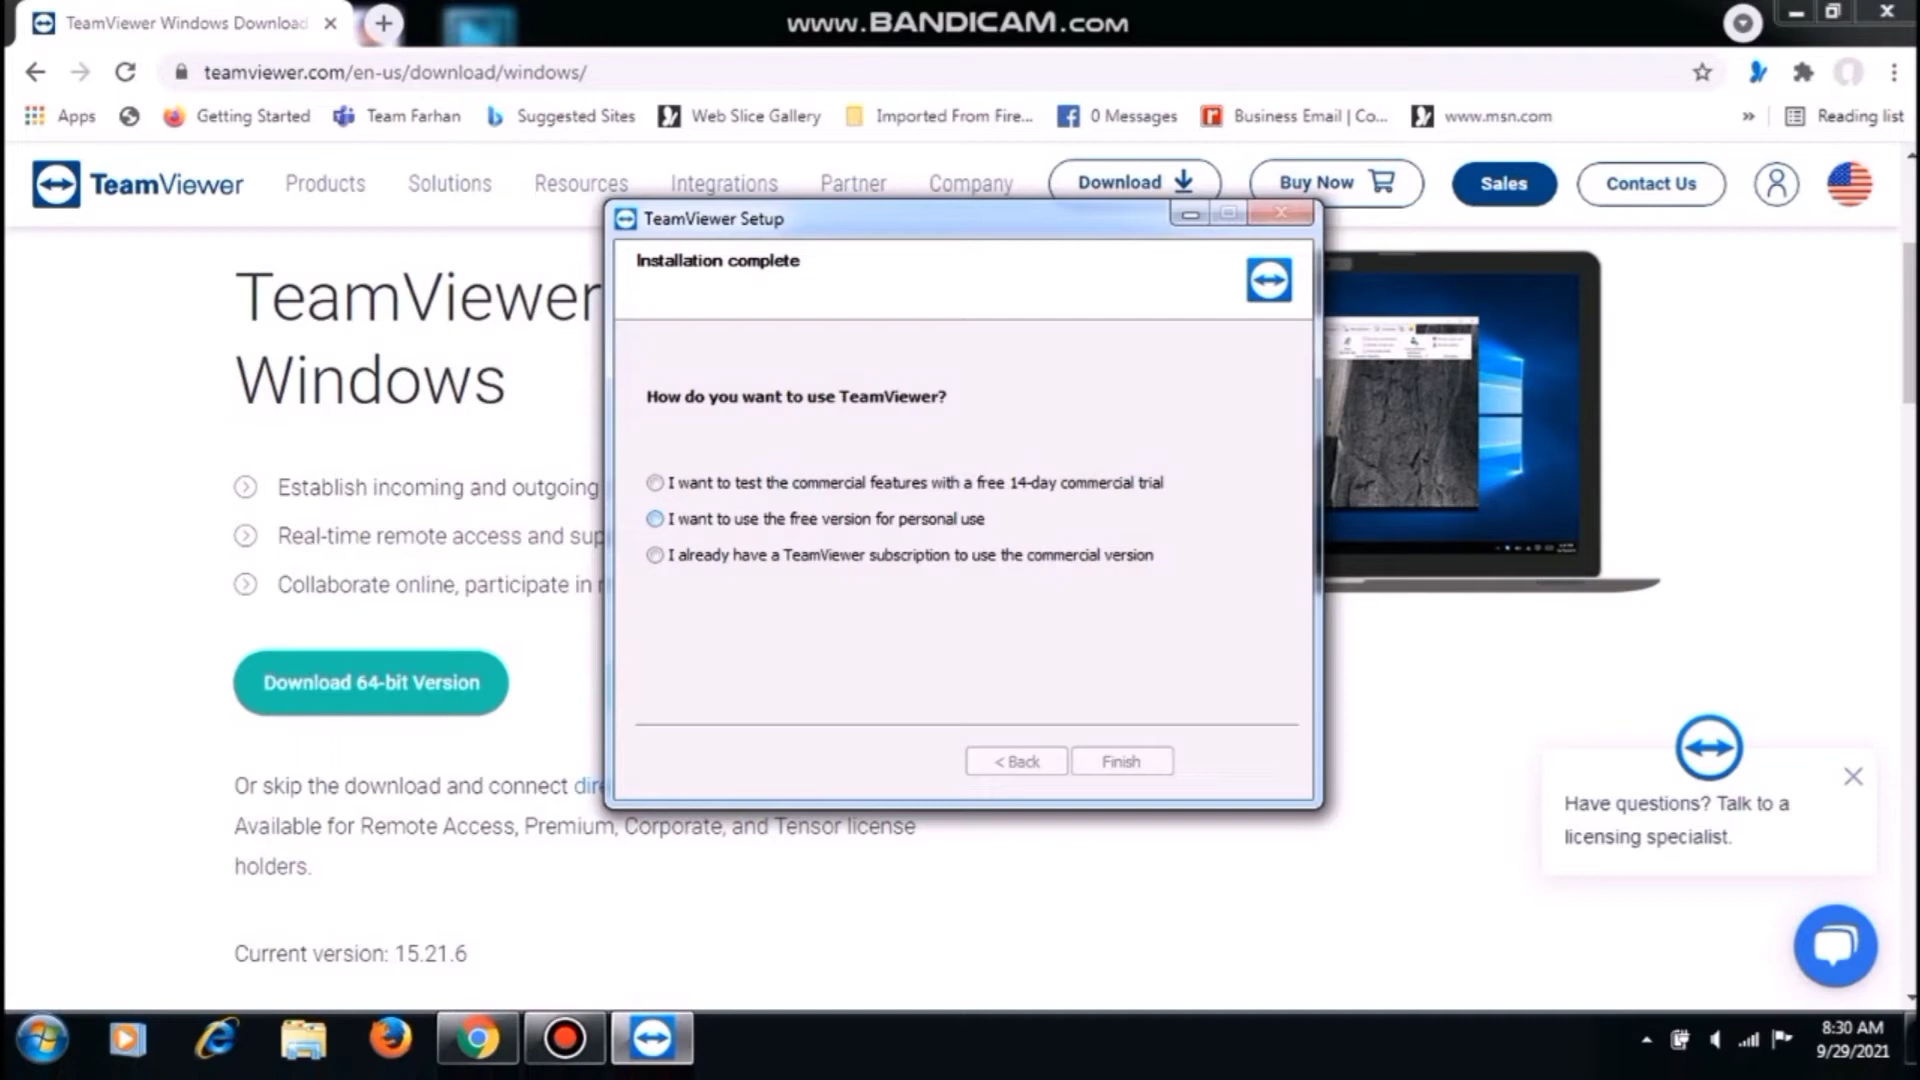 TeamViewer Windows Download
www.BANDICAM.com
teamviewer.com/en-us/download/windows/
Apps
Getting Started
Team Farhan
Suggested Sites
Web Slice Gallery
Imported From Fire...
0 Messages
Business Email | Co...
www.msn.com
»
Reading list
TeamViewer
Products
Solutions
Resources
Integrations
Partner
Company
Download
Buy Now
Sales
Contact Us
TeamViewer Setup
Installation complete
How do you want to use TeamViewer?
I want to test the commercial features with a free 14-day commercial trial
I want to use the free version for personal use
I already have a TeamViewer subscription to use the commercial version
< Back
Finish
TeamViewer
Windows
Establish incoming and outgoing
Real-time remote access and sup
Collaborate online, participate in
Download 64-bit Version
Or skip the download and connect dire
Available for Remote Access, Premium, Corporate, and Tensor license
holders.
Current version: 15.21.6
Have questions? Talk to a
licensing specialist.
8:30 AM
9/29/2021